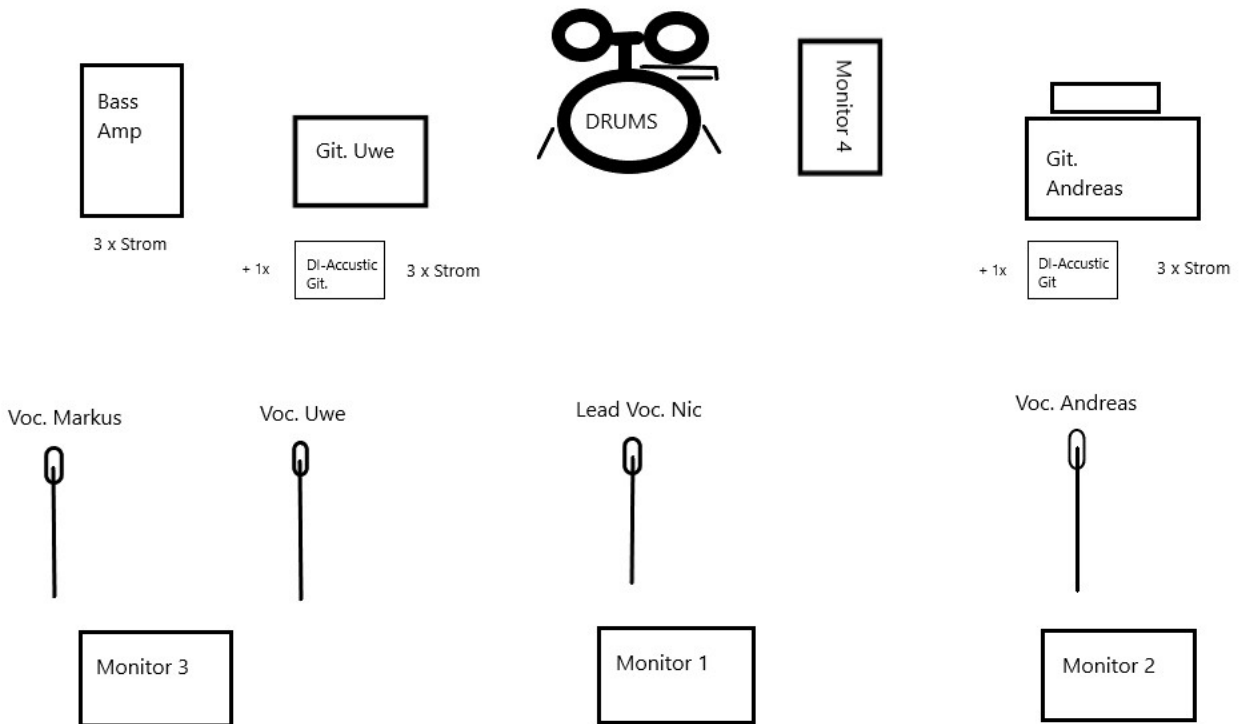 Bass
Amp
Git. Uwe
DRUMS
Monitor 4
Git.
Andreas
3 x Strom
+ 1x
DI-Accustic
Git.
3 x Strom
+ 1x
DI-Accustic
Git
3 x Strom
Voc. Markus
Voc. Uwe
Lead Voc. Nic
Voc. Andreas
Monitor 3
Monitor 1
Monitor 2